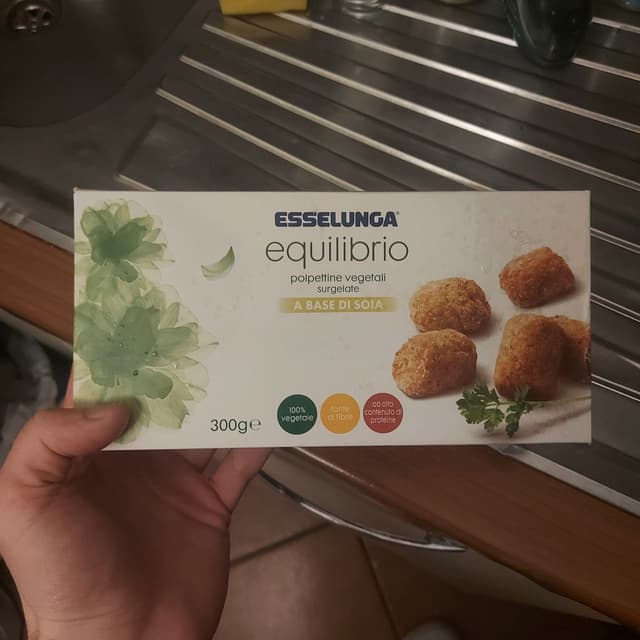 ESSELUNGA
equilibrio
polpettine vegetali
surgelate
A BASE DI SOIA
300g℮
100%
vegetale
fonte
di fibre
ad alto
contenuto di
proteine